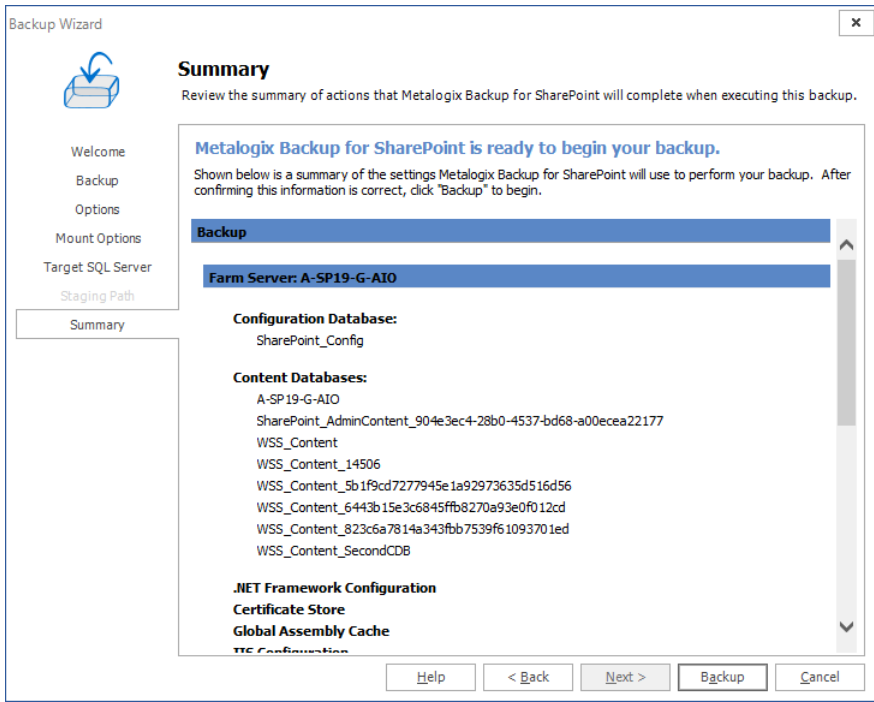 Backup Wizard
Summary
Review the summary of actions that Metalogix Backup for SharePoint will complete when executing this backup.
Welcome
Backup
Options
Mount Options
Target SQL Server
Staging Path
Summary
Metalogix Backup for SharePoint is ready to begin your backup.
Shown below is a summary of the settings Metalogix Backup for SharePoint will use to perform your backup. After
confirming this information is correct, click "Backup" to begin.
Backup
Farm Server: A-SP19-G-AIO
Configuration Database:
SharePoint_Config
Content Databases:
A-SP19-G-AIO
SharePoint_AdminContent_904e3ec4-28b0-4537-bd68-a00ecea22177
WSS_Content
WSS_Content_14506
WSS_Content_5b1f9cd7277945e1a92973635d516d56
WSS_Content_6443b15e3c6845ffb8270a93e0f012cd
WSS_Content_823c6a7814a343fbb7539f61093701ed
WSS_Content_SecondCDB
.NET Framework Configuration
Certificate Store
Global Assembly Cache
IIS Configuration
Help
< Back
Next >
Backup
Cancel